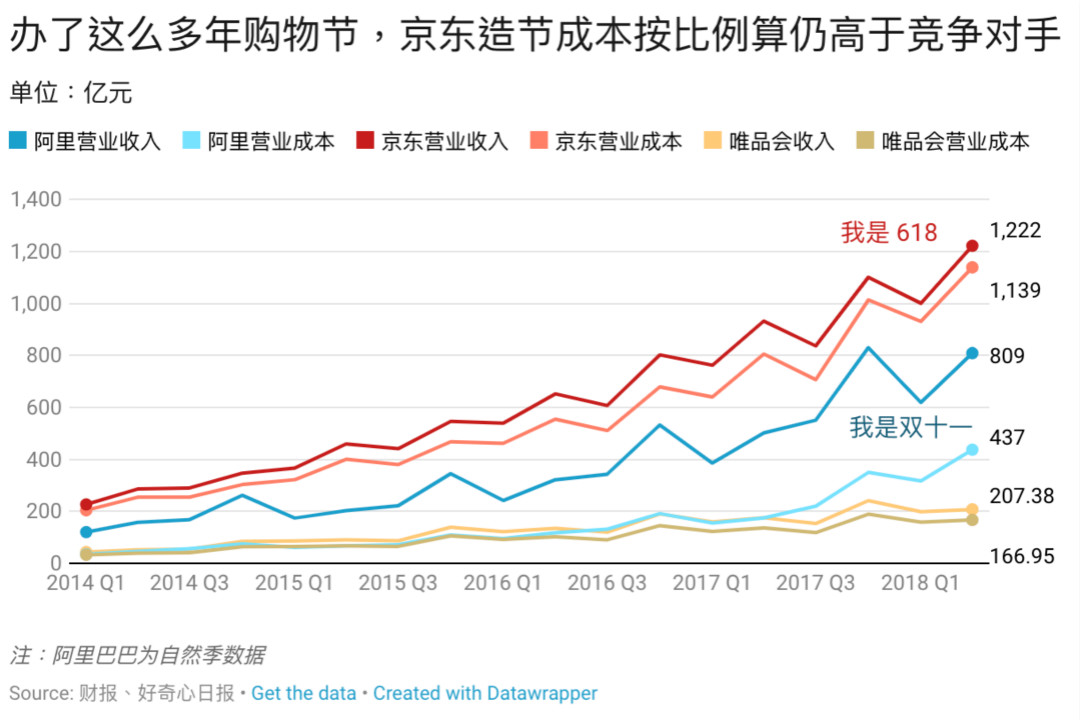 办了这么多年购物节，京东造节成本按比例算仍高于竞争对手
单位：亿元
阿里营业收入 阿里营业成本 京东营业收入 京东营业成本 唯品会收入 唯品会营业成本
1,400
我是 618
1,222
1,200
1,139
1,000
800
809
600
我是双十一
437
400
207.38
200
166.95
0
2014 Q1 2014 Q3 2015 Q1 2015 Q3 2016 Q1 2016 Q3 2017 Q1 2017 Q3 2018 Q1
注：阿里巴巴为自然季数据
Source: 财报、好奇心日报 • Get the data • Created with Datawrapper